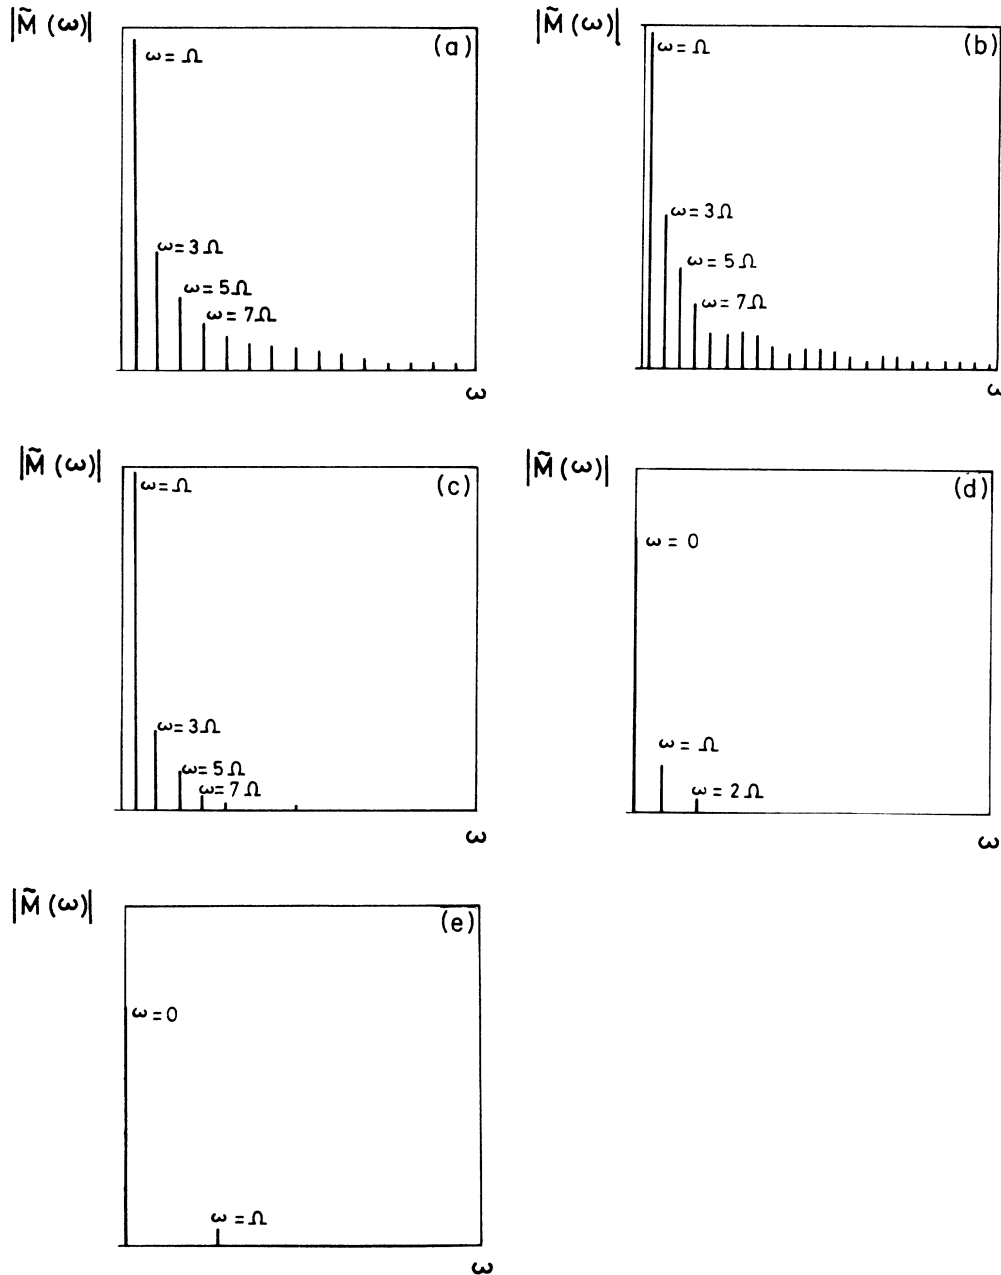 |M̃(ω)|
(a)
ω=Ω
ω=3Ω
ω=5Ω
ω=7Ω
ω
|M̃(ω)|
(b)
ω=Ω
ω=3Ω
ω=5Ω
ω=7Ω
ω
|M̃(ω)|
(c)
ω=Ω
ω=3Ω
ω=5Ω
ω=7Ω
ω
|M̃(ω)|
(d)
ω=0
ω=Ω
ω=2Ω
ω
|M̃(ω)|
(e)
ω=0
ω=Ω
ω